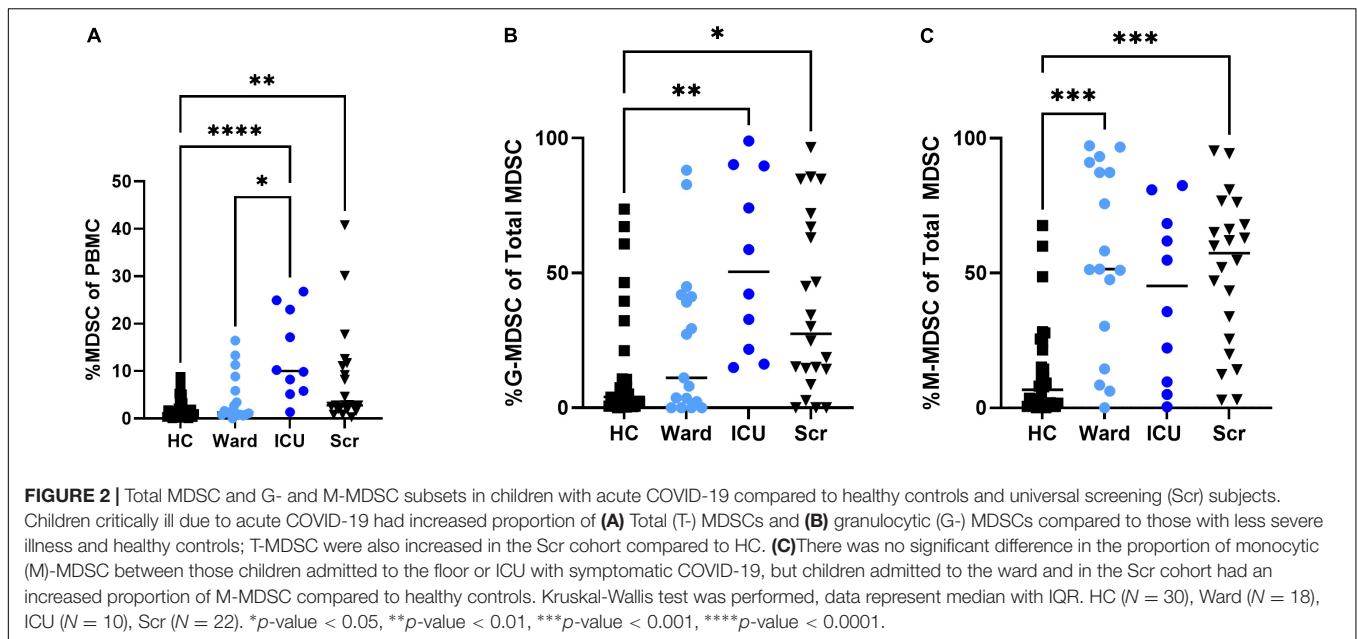 A
**
****
*
%MDSC of PBMC
50
40
30
20
10
0
HC Ward ICU Scr
B
*
**
%G-MDSC of Total MDSC
100
50
0
HC Ward ICU Scr
C
***
***
%M-MDSC of Total MDSC
100
50
0
HC Ward ICU Scr
FIGURE 2 | Total MDSC and G- and M-MDSC subsets in children with acute COVID-19 compared to healthy controls and universal screening (Scr) subjects.
Children critically ill due to acute COVID-19 had increased proportion of (A) Total (T-) MDSCs and (B) granulocytic (G-) MDSCs compared to those with less severe
illness and healthy controls; T-MDSC were also increased in the Scr cohort compared to HC. (C)There was no significant difference in the proportion of monocytic
(M)-MDSC between those children admitted to the floor or ICU with symptomatic COVID-19, but children admitted to the ward and in the Scr cohort had an
increased proportion of M-MDSC compared to healthy controls. Kruskal-Wallis test was performed, data represent median with IQR. HC (N = 30), Ward (N = 18),
ICU (N = 10), Scr (N = 22). *p-value < 0.05, **p-value < 0.01, ***p-value < 0.001, ****p-value < 0.0001.